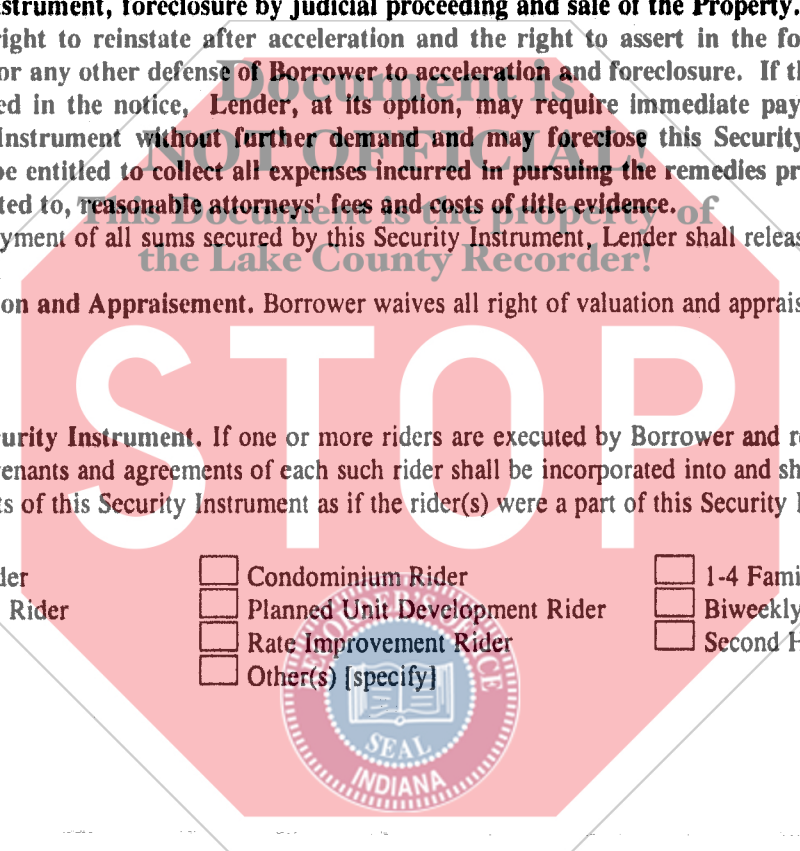 strument, foreclosure by judicial proceeding and sale of the Property.
right to reinstate after acceleration and the right to assert in the fo
or any other defense of Borrower to acceleration and foreclosure. If th
ed in the notice, Lender, at its option, may require immediate pay
Instrument without further demand and may foreclose this Security
be entitled to collect all expenses incurred in pursuing the remedies pr
ted to, reasonable attorneys' fees and costs of title evidence.
yment of all sums secured by this Security Instrument, Lender shall releas
on and Appraisement. Borrower waives all right of valuation and apprais
urity Instrument. If one or more riders are executed by Borrower and r
venants and agreements of each such rider shall be incorporated into and sh
ts of this Security Instrument as if the rider(s) were a part of this Security I
der
Condominium Rider
1-4 Fami
Rider
Planned Unit Development Rider
Biweekly
Rate Improvement Rider
Second H
Other(s) [specify]
Document is
NOT OFFICIAL
This Document is the property of
the Lake County Recorder!
STOP
RECORDER'S OFFICE
SEAL
INDIANA